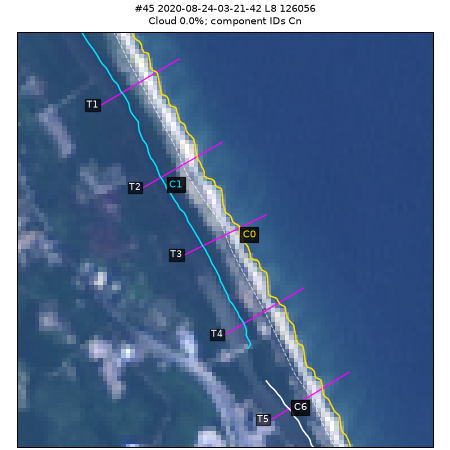 #45 2020-08-24-03-21-42 L8 126056
Cloud 0.0%; component IDs Cn
T1
T2
C1
C0
T3
T4
C6
T5